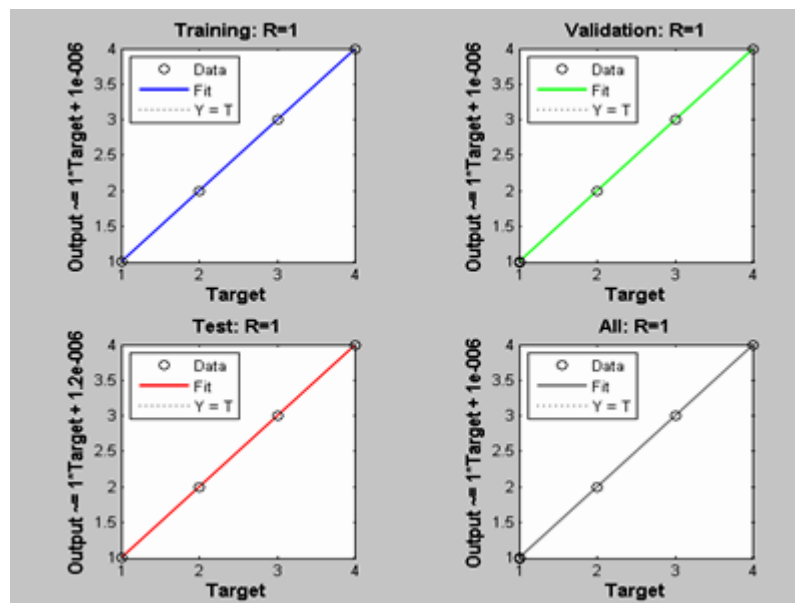 Training: R=1
Output ~= 1*Target + 1e-006
4
3.5
3
2.5
2
1.5
1
Data
Fit
Y = T
1 2 3 4
Target
Validation: R=1
Output ~= 1*Target + 1e-006
4
3.5
3
2.5
2
1.5
1
Data
Fit
Y = T
1 2 3 4
Target
Test: R=1
Output ~= 1*Target + 1.2e-006
4
3.5
3
2.5
2
1.5
1
Data
Fit
Y = T
1 2 3 4
Target
All: R=1
Output ~= 1*Target + 1e-006
4
3.5
3
2.5
2
1.5
1
Data
Fit
Y = T
1 2 3 4
Target